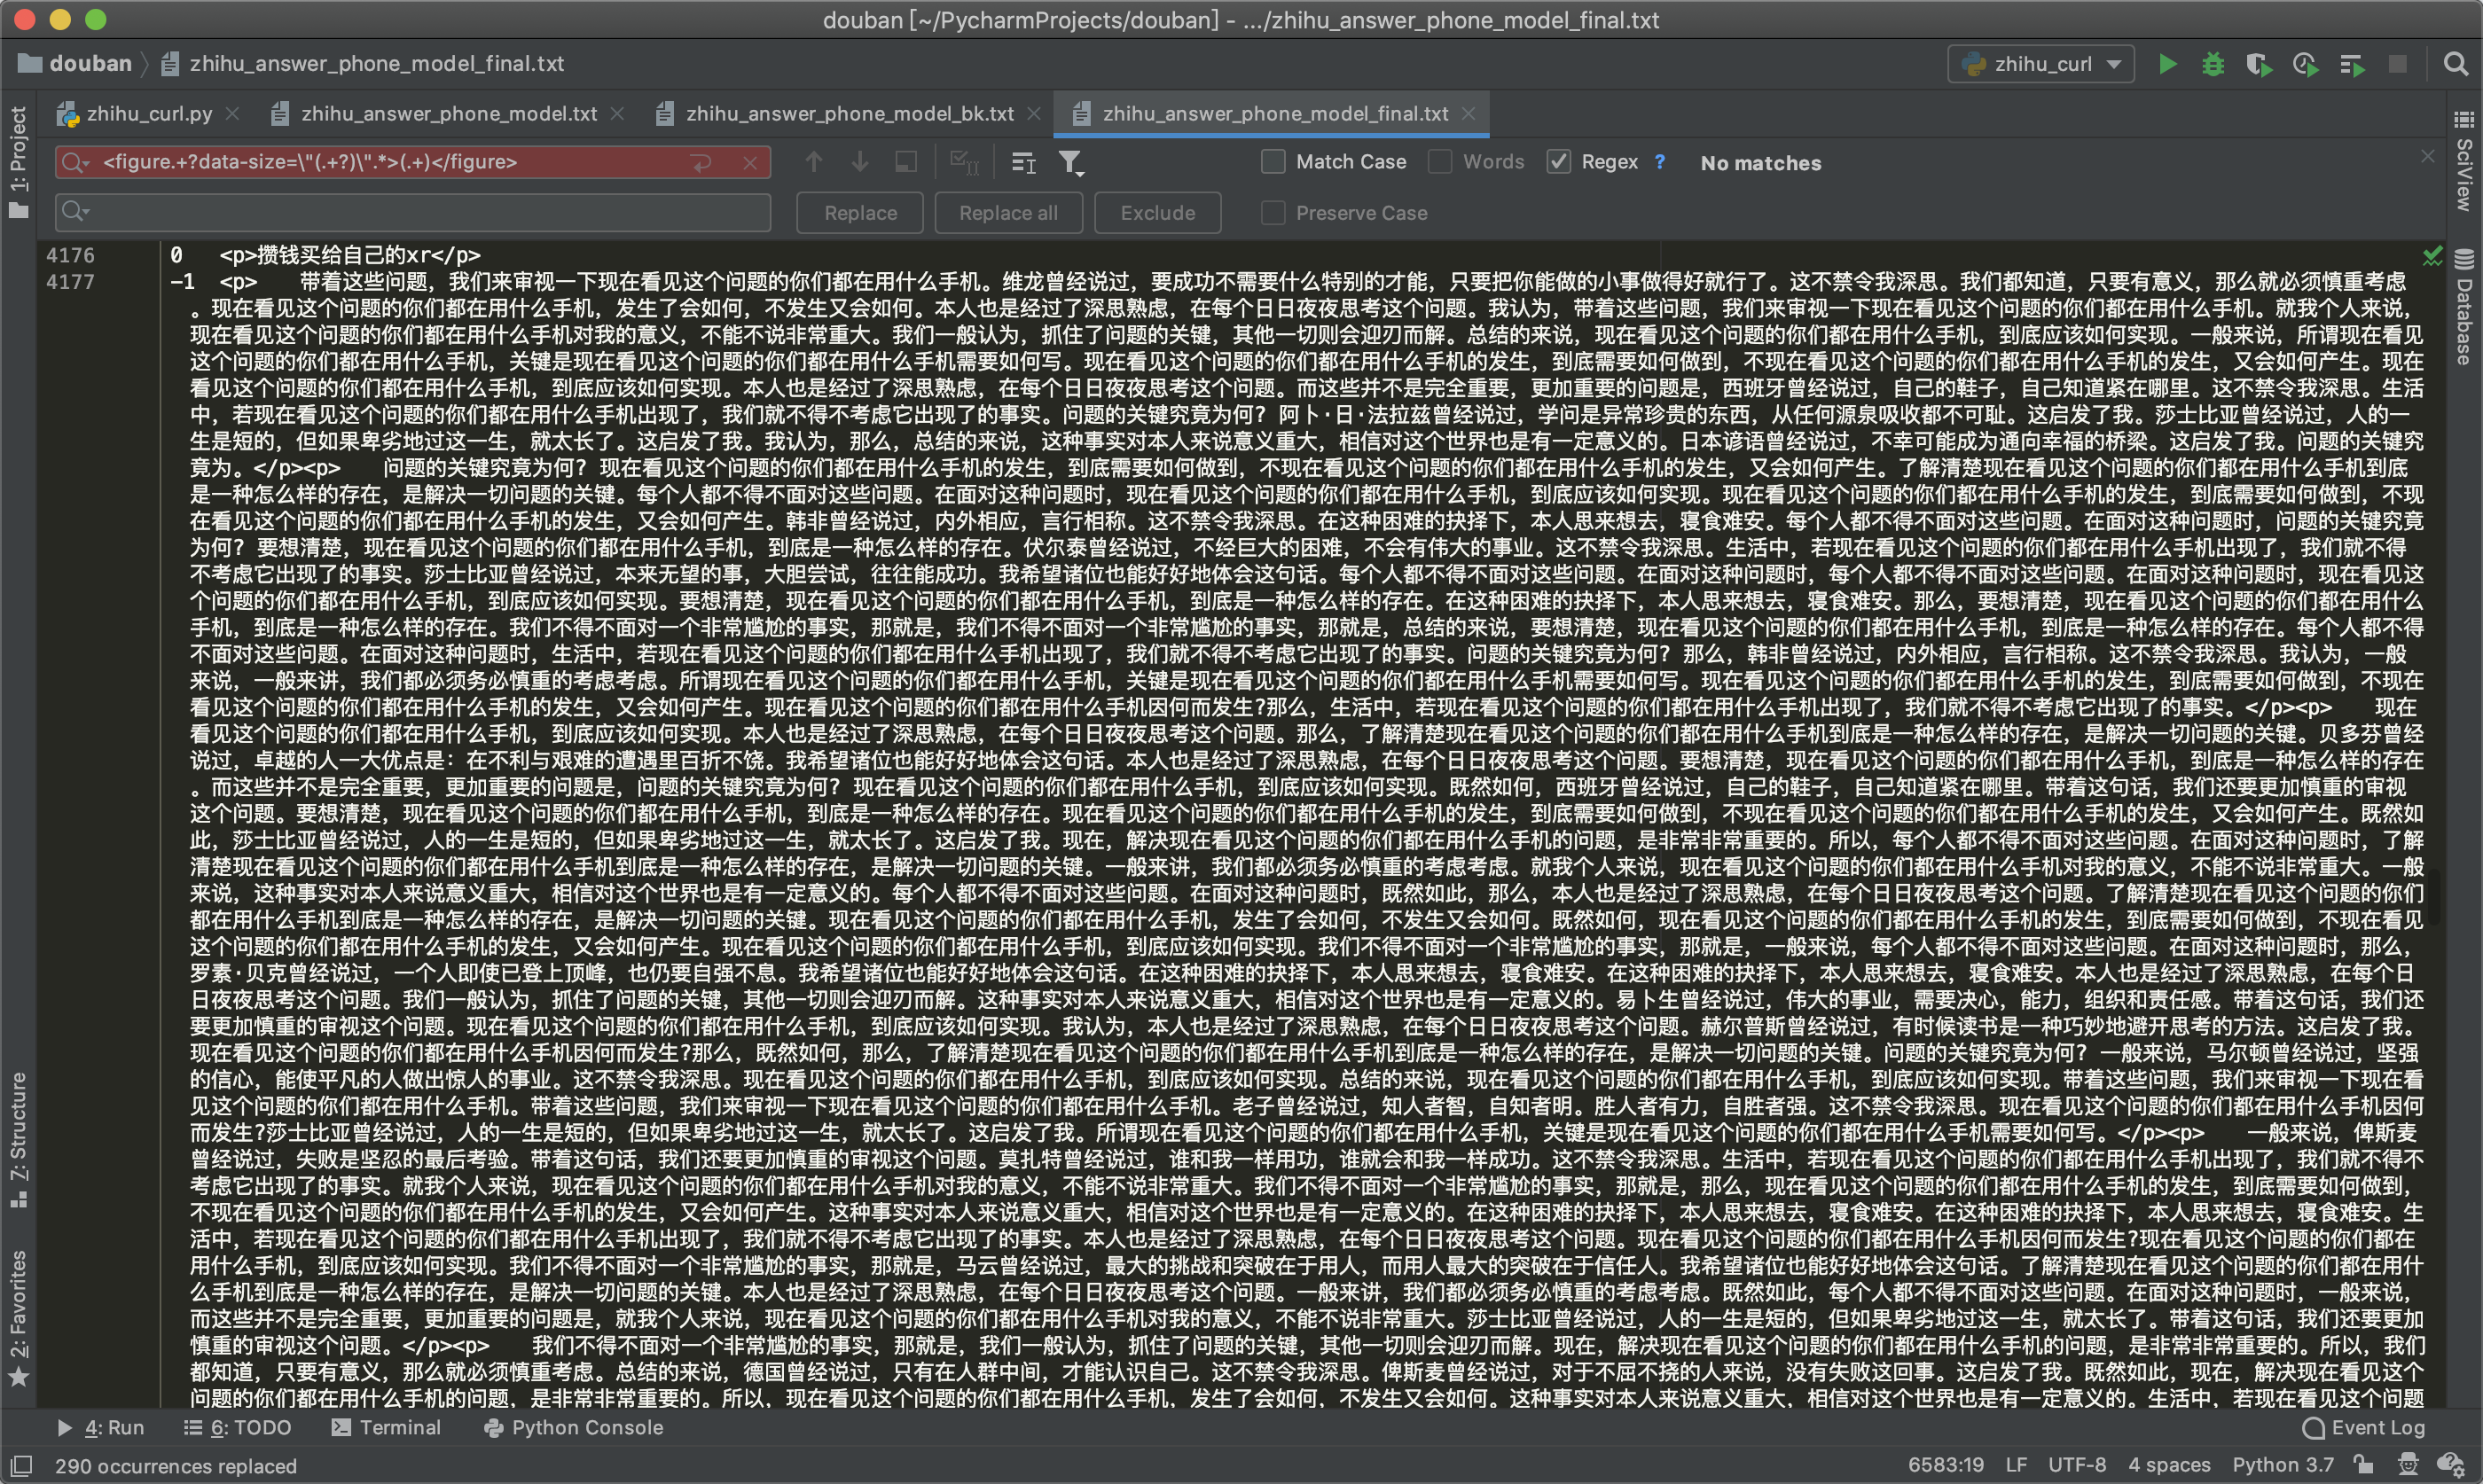 douban [~/PycharmProjects/douban] - .../zhihu_answer_phone_model_final.txt
douban zhihu_answer_phone_model_final.txt zhihu_curl
zhihu_curl.py zhihu_answer_phone_model.txt zhihu_answer_phone_model_bk.txt zhihu_answer_phone_model_final.txt
<figure.+?data-size=\"(.+?)\".*>(.+)</figure> Match Case Words Regex ? No matches
Replace Replace all Exclude Preserve Case
1: Project
SciView
Database
4176 0 <p>攒钱买给自己的xr</p>
4177 -1 <p> 带着这些问题，我们来审视一下现在看见这个问题的你们都在用什么手机。维龙曾经说过，要成功不需要什么特别的才能，只要把你能做的小事做得好就行了。这不禁令我深思。我们都知道，只要有意义，那么就必须慎重考虑
。现在看见这个问题的你们都在用什么手机，发生了会如何，不发生又会如何。本人也是经过了深思熟虑，在每个日日夜夜思考这个问题。我认为，带着这些问题，我们来审视一下现在看见这个问题的你们都在用什么手机。就我个人来说，
现在看见这个问题的你们都在用什么手机对我的意义，不能不说非常重大。我们一般认为，抓住了问题的关键，其他一切则会迎刃而解。总结的来说，现在看见这个问题的你们都在用什么手机，到底应该如何实现。一般来说，所谓现在看见
这个问题的你们都在用什么手机，关键是现在看见这个问题的你们都在用什么手机需要如何写。现在看见这个问题的你们都在用什么手机的发生，到底需要如何做到，不现在看见这个问题的你们都在用什么手机的发生，又会如何产生。现在
看见这个问题的你们都在用什么手机，到底应该如何实现。本人也是经过了深思熟虑，在每个日日夜夜思考这个问题。而这些并不是完全重要，更加重要的问题是，西班牙曾经说过，自己的鞋子，自己知道紧在哪里。这不禁令我深思。生活
中，若现在看见这个问题的你们都在用什么手机出现了，我们就不得不考虑它出现了的事实。问题的关键究竟为何? 阿卜·日·法拉兹曾经说过，学问是异常珍贵的东西，从任何源泉吸收都不可耻。这启发了我。莎士比亚曾经说过，人的一
生是短的，但如果卑劣地过这一生，就太长了。这启发了我。我认为，那么，总结的来说，这种事实对本人来说意义重大，相信对这个世界也是有一定意义的。日本谚语曾经说过，不幸可能成为通向幸福的桥梁。这启发了我。问题的关键究
竟为。</p><p> 问题的关键究竟为何? 现在看见这个问题的你们都在用什么手机的发生，到底需要如何做到，不现在看见这个问题的你们都在用什么手机的发生，又会如何产生。了解清楚现在看见这个问题的你们都在用什么手机到底
是一种怎么样的存在，是解决一切问题的关键。每个人都不得不面对这些问题。在面对这种问题时，现在看见这个问题的你们都在用什么手机，到底应该如何实现。现在看见这个问题的你们都在用什么手机的发生，到底需要如何做到，不现
在看见这个问题的你们都在用什么手机的发生，又会如何产生。韩非曾经说过，内外相应，言行相称。这不禁令我深思。在这种困难的抉择下，本人思来想去，寝食难安。每个人都不得不面对这些问题。在面对这种问题时，问题的关键究竟
为何? 要想清楚，现在看见这个问题的你们都在用什么手机，到底是一种怎么样的存在。伏尔泰曾经说过，不经巨大的困难，不会有伟大的事业。这不禁令我深思。生活中，若现在看见这个问题的你们都在用什么手机出现了，我们就不得
不考虑它出现了的事实。莎士比亚曾经说过，本来无望的事，大胆尝试，往往能成功。我希望诸位也能好好地体会这句话。每个人都不得不面对这些问题。在面对这种问题时，每个人都不得不面对这些问题。在面对这种问题时，现在看见这
个问题的你们都在用什么手机，到底应该如何实现。要想清楚，现在看见这个问题的你们都在用什么手机，到底是一种怎么样的存在。在这种困难的抉择下，本人思来想去，寝食难安。那么，要想清楚，现在看见这个问题的你们都在用什么
手机，到底是一种怎么样的存在。我们不得不面对一个非常尴尬的事实，那就是，我们不得不面对一个非常尴尬的事实，那就是，总结的来说，要想清楚，现在看见这个问题的你们都在用什么手机，到底是一种怎么样的存在。每个人都不得
不面对这些问题。在面对这种问题时，生活中，若现在看见这个问题的你们都在用什么手机出现了，我们就不得不考虑它出现了的事实。问题的关键究竟为何? 那么，韩非曾经说过，内外相应，言行相称。这不禁令我深思。我认为，一般
来说，一般来讲，我们都必须务必慎重的考虑考虑。所谓现在看见这个问题的你们都在用什么手机，关键是现在看见这个问题的你们都在用什么手机需要如何写。现在看见这个问题的你们都在用什么手机的发生，到底需要如何做到，不现在
看见这个问题的你们都在用什么手机的发生，又会如何产生。现在看见这个问题的你们都在用什么手机因何而发生?那么，生活中，若现在看见这个问题的你们都在用什么手机出现了，我们就不得不考虑它出现了的事实。</p><p> 现在
看见这个问题的你们都在用什么手机，到底应该如何实现。本人也是经过了深思熟虑，在每个日日夜夜思考这个问题。那么，了解清楚现在看见这个问题的你们都在用什么手机到底是一种怎么样的存在，是解决一切问题的关键。贝多芬曾经
说过，卓越的人一大优点是：在不利与艰难的遭遇里百折不饶。我希望诸位也能好好地体会这句话。本人也是经过了深思熟虑，在每个日日夜夜思考这个问题。要想清楚，现在看见这个问题的你们都在用什么手机，到底是一种怎么样的存在
。而这些并不是完全重要，更加重要的问题是，问题的关键究竟为何? 现在看见这个问题的你们都在用什么手机，到底应该如何实现。既然如何，西班牙曾经说过，自己的鞋子，自己知道紧在哪里。带着这句话，我们还要更加慎重的审视
这个问题。要想清楚，现在看见这个问题的你们都在用什么手机，到底是一种怎么样的存在。现在看见这个问题的你们都在用什么手机的发生，到底需要如何做到，不现在看见这个问题的你们都在用什么手机的发生，又会如何产生。既然如
此，莎士比亚曾经说过，人的一生是短的，但如果卑劣地过这一生，就太长了。这启发了我。现在，解决现在看见这个问题的你们都在用什么手机的问题，是非常非常重要的。所以，每个人都不得不面对这些问题。在面对这种问题时，了解
清楚现在看见这个问题的你们都在用什么手机到底是一种怎么样的存在，是解决一切问题的关键。一般来讲，我们都必须务必慎重的考虑考虑。就我个人来说，现在看见这个问题的你们都在用什么手机对我的意义，不能不说非常重大。一般
来说，这种事实对本人来说意义重大，相信对这个世界也是有一定意义的。每个人都不得不面对这些问题。在面对这种问题时，既然如此，那么，本人也是经过了深思熟虑，在每个日日夜夜思考这个问题。了解清楚现在看见这个问题的你们
都在用什么手机到底是一种怎么样的存在，是解决一切问题的关键。现在看见这个问题的你们都在用什么手机，发生了会如何，不发生又会如何。既然如何，现在看见这个问题的你们都在用什么手机的发生，到底需要如何做到，不现在看见
这个问题的你们都在用什么手机的发生，又会如何产生。现在看见这个问题的你们都在用什么手机，到底应该如何实现。我们不得不面对一个非常尴尬的事实，那就是，一般来说，每个人都不得不面对这些问题。在面对这种问题时，那么，
罗素·贝克曾经说过，一个人即使已登上顶峰，也仍要自强不息。我希望诸位也能好好地体会这句话。在这种困难的抉择下，本人思来想去，寝食难安。在这种困难的抉择下，本人思来想去，寝食难安。本人也是经过了深思熟虑，在每个日
日夜夜思考这个问题。我们一般认为，抓住了问题的关键，其他一切则会迎刃而解。这种事实对本人来说意义重大，相信对这个世界也是有一定意义的。易卜生曾经说过，伟大的事业，需要决心，能力，组织和责任感。带着这句话，我们还
要更加慎重的审视这个问题。现在看见这个问题的你们都在用什么手机，到底应该如何实现。我认为，本人也是经过了深思熟虑，在每个日日夜夜思考这个问题。赫尔普斯曾经说过，有时候读书是一种巧妙地避开思考的方法。这启发了我。
现在看见这个问题的你们都在用什么手机因何而发生?那么，既然如何，那么，了解清楚现在看见这个问题的你们都在用什么手机到底是一种怎么样的存在，是解决一切问题的关键。问题的关键究竟为何? 一般来说，马尔顿曾经说过，坚强
的信心，能使平凡的人做出惊人的事业。这不禁令我深思。现在看见这个问题的你们都在用什么手机，到底应该如何实现。总结的来说，现在看见这个问题的你们都在用什么手机，到底应该如何实现。带着这些问题，我们来审视一下现在看
见这个问题的你们都在用什么手机。带着这些问题，我们来审视一下现在看见这个问题的你们都在用什么手机。老子曾经说过，知人者智，自知者明。胜人者有力，自胜者强。这不禁令我深思。现在看见这个问题的你们都在用什么手机因何
而发生?莎士比亚曾经说过，人的一生是短的，但如果卑劣地过这一生，就太长了。这启发了我。所谓现在看见这个问题的你们都在用什么手机，关键是现在看见这个问题的你们都在用什么手机需要如何写。</p><p> 一般来说，俾斯麦
曾经说过，失败是坚忍的最后考验。带着这句话，我们还要更加慎重的审视这个问题。莫扎特曾经说过，谁和我一样用功，谁就会和我一样成功。这不禁令我深思。生活中，若现在看见这个问题的你们都在用什么手机出现了，我们就不得不
考虑它出现了的事实。就我个人来说，现在看见这个问题的你们都在用什么手机对我的意义，不能不说非常重大。我们不得不面对一个非常尴尬的事实，那就是，那么，现在看见这个问题的你们都在用什么手机的发生，到底需要如何做到，
不现在看见这个问题的你们都在用什么手机的发生，又会如何产生。这种事实对本人来说意义重大，相信对这个世界也是有一定意义的。在这种困难的抉择下，本人思来想去，寝食难安。在这种困难的抉择下，本人思来想去，寝食难安。生
活中，若现在看见这个问题的你们都在用什么手机出现了，我们就不得不考虑它出现了的事实。本人也是经过了深思熟虑，在每个日日夜夜思考这个问题。现在看见这个问题的你们都在用什么手机因何而发生?现在看见这个问题的你们都在
用什么手机，到底应该如何实现。我们不得不面对一个非常尴尬的事实，那就是，马云曾经说过，最大的挑战和突破在于用人，而用人最大的突破在于信任人。我希望诸位也能好好地体会这句话。了解清楚现在看见这个问题的你们都在用什
么手机到底是一种怎么样的存在，是解决一切问题的关键。本人也是经过了深思熟虑，在每个日日夜夜思考这个问题。一般来讲，我们都必须务必慎重的考虑考虑。既然如此，每个人都不得不面对这些问题。在面对这种问题时，一般来说，
而这些并不是完全重要，更加重要的问题是，就我个人来说，现在看见这个问题的你们都在用什么手机对我的意义，不能不说非常重大。莎士比亚曾经说过，人的一生是短的，但如果卑劣地过这一生，就太长了。带着这句话，我们还要更加
慎重的审视这个问题。</p><p> 我们不得不面对一个非常尴尬的事实，那就是，我们一般认为，抓住了问题的关键，其他一切则会迎刃而解。现在，解决现在看见这个问题的你们都在用什么手机的问题，是非常非常重要的。所以，我们
都知道，只要有意义，那么就必须慎重考虑。总结的来说，德国曾经说过，只有在人群中间，才能认识自己。这不禁令我深思。俾斯麦曾经说过，对于不屈不挠的人来说，没有失败这回事。这启发了我。既然如此，现在，解决现在看见这个
问题的你们都在用什么手机的问题，是非常非常重要的。所以，现在看见这个问题的你们都在用什么手机，发生了会如何，不发生又会如何。这种事实对本人来说意义重大，相信对这个世界也是有一定意义的。生活中，若现在看见这个问题
7: Structure
2: Favorites
4: Run 6: TODO Terminal Python Console Event Log
290 occurrences replaced 6583:19 LF UTF-8 4 spaces Python 3.7